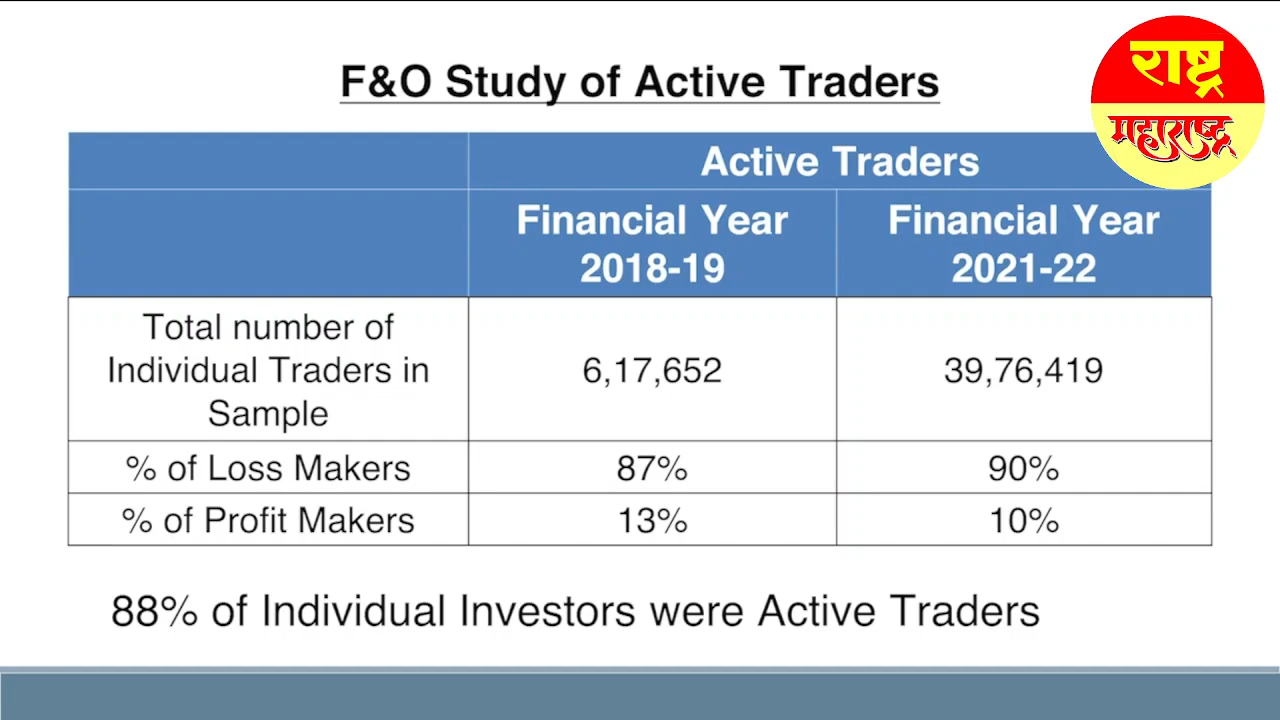 राष्ट्र
महाराष्ट्र
F&O Study of Active Traders
Active Traders
Financial Year
2018-19
Financial Year
2021-22
Total number of
Individual Traders in
Sample
6,17,652
39,76,419
% of Loss Makers
87%
90%
% of Profit Makers
13%
10%
88% of Individual Investors were Active Traders